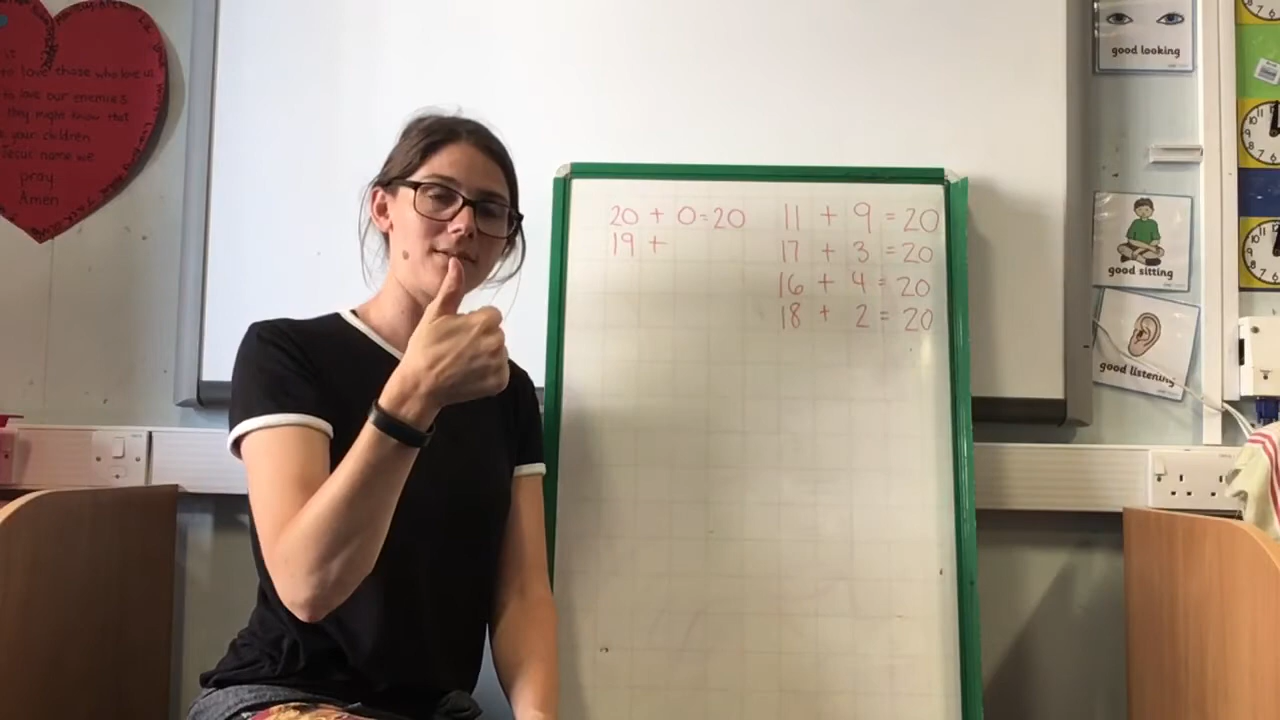 to love those who love us
to love our enemies
they might know that
your children
Jesus name we
pray
Amen
20 + 0=20
19 +
11 + 9 = 20
17 + 3 = 20
16 + 4 = 20
18 + 2 = 20
good looking
good sitting
good listening